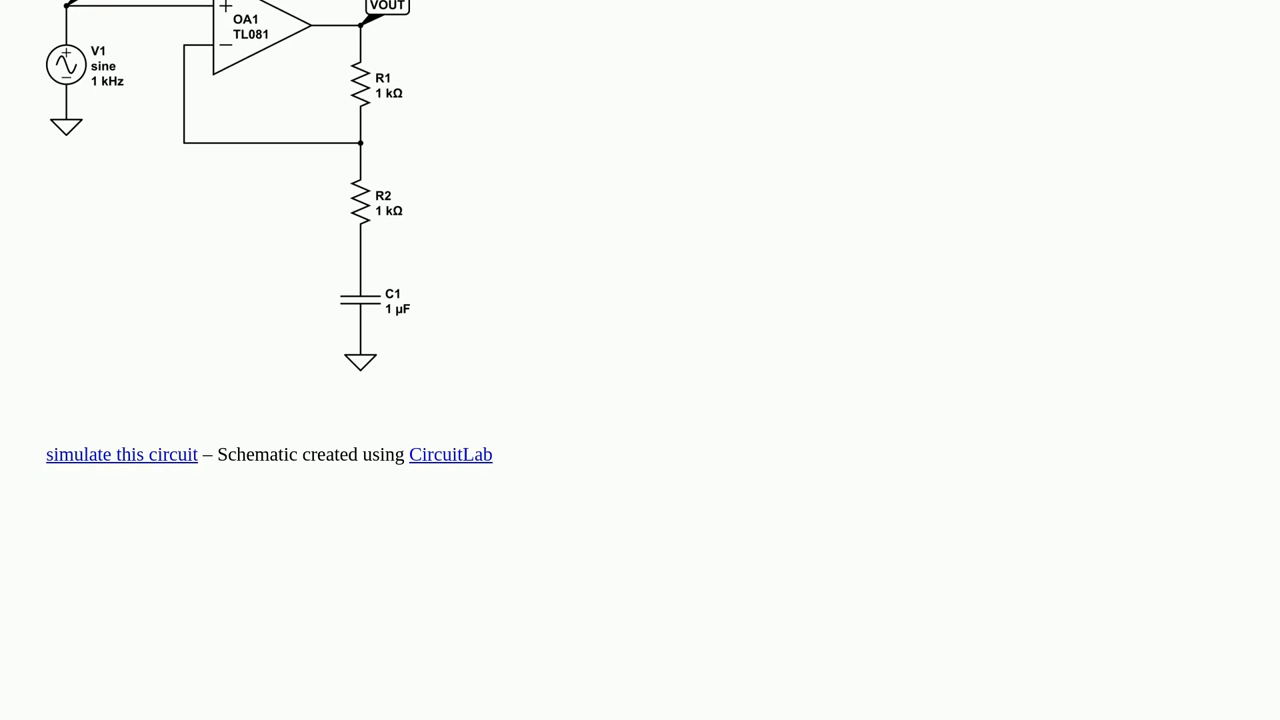 VOUT
+
OA1
TL081
−
V1
sine
1 kHz
R1
1 kΩ
R2
1 kΩ
C1
1 µF
simulate this circuit – Schematic created using CircuitLab